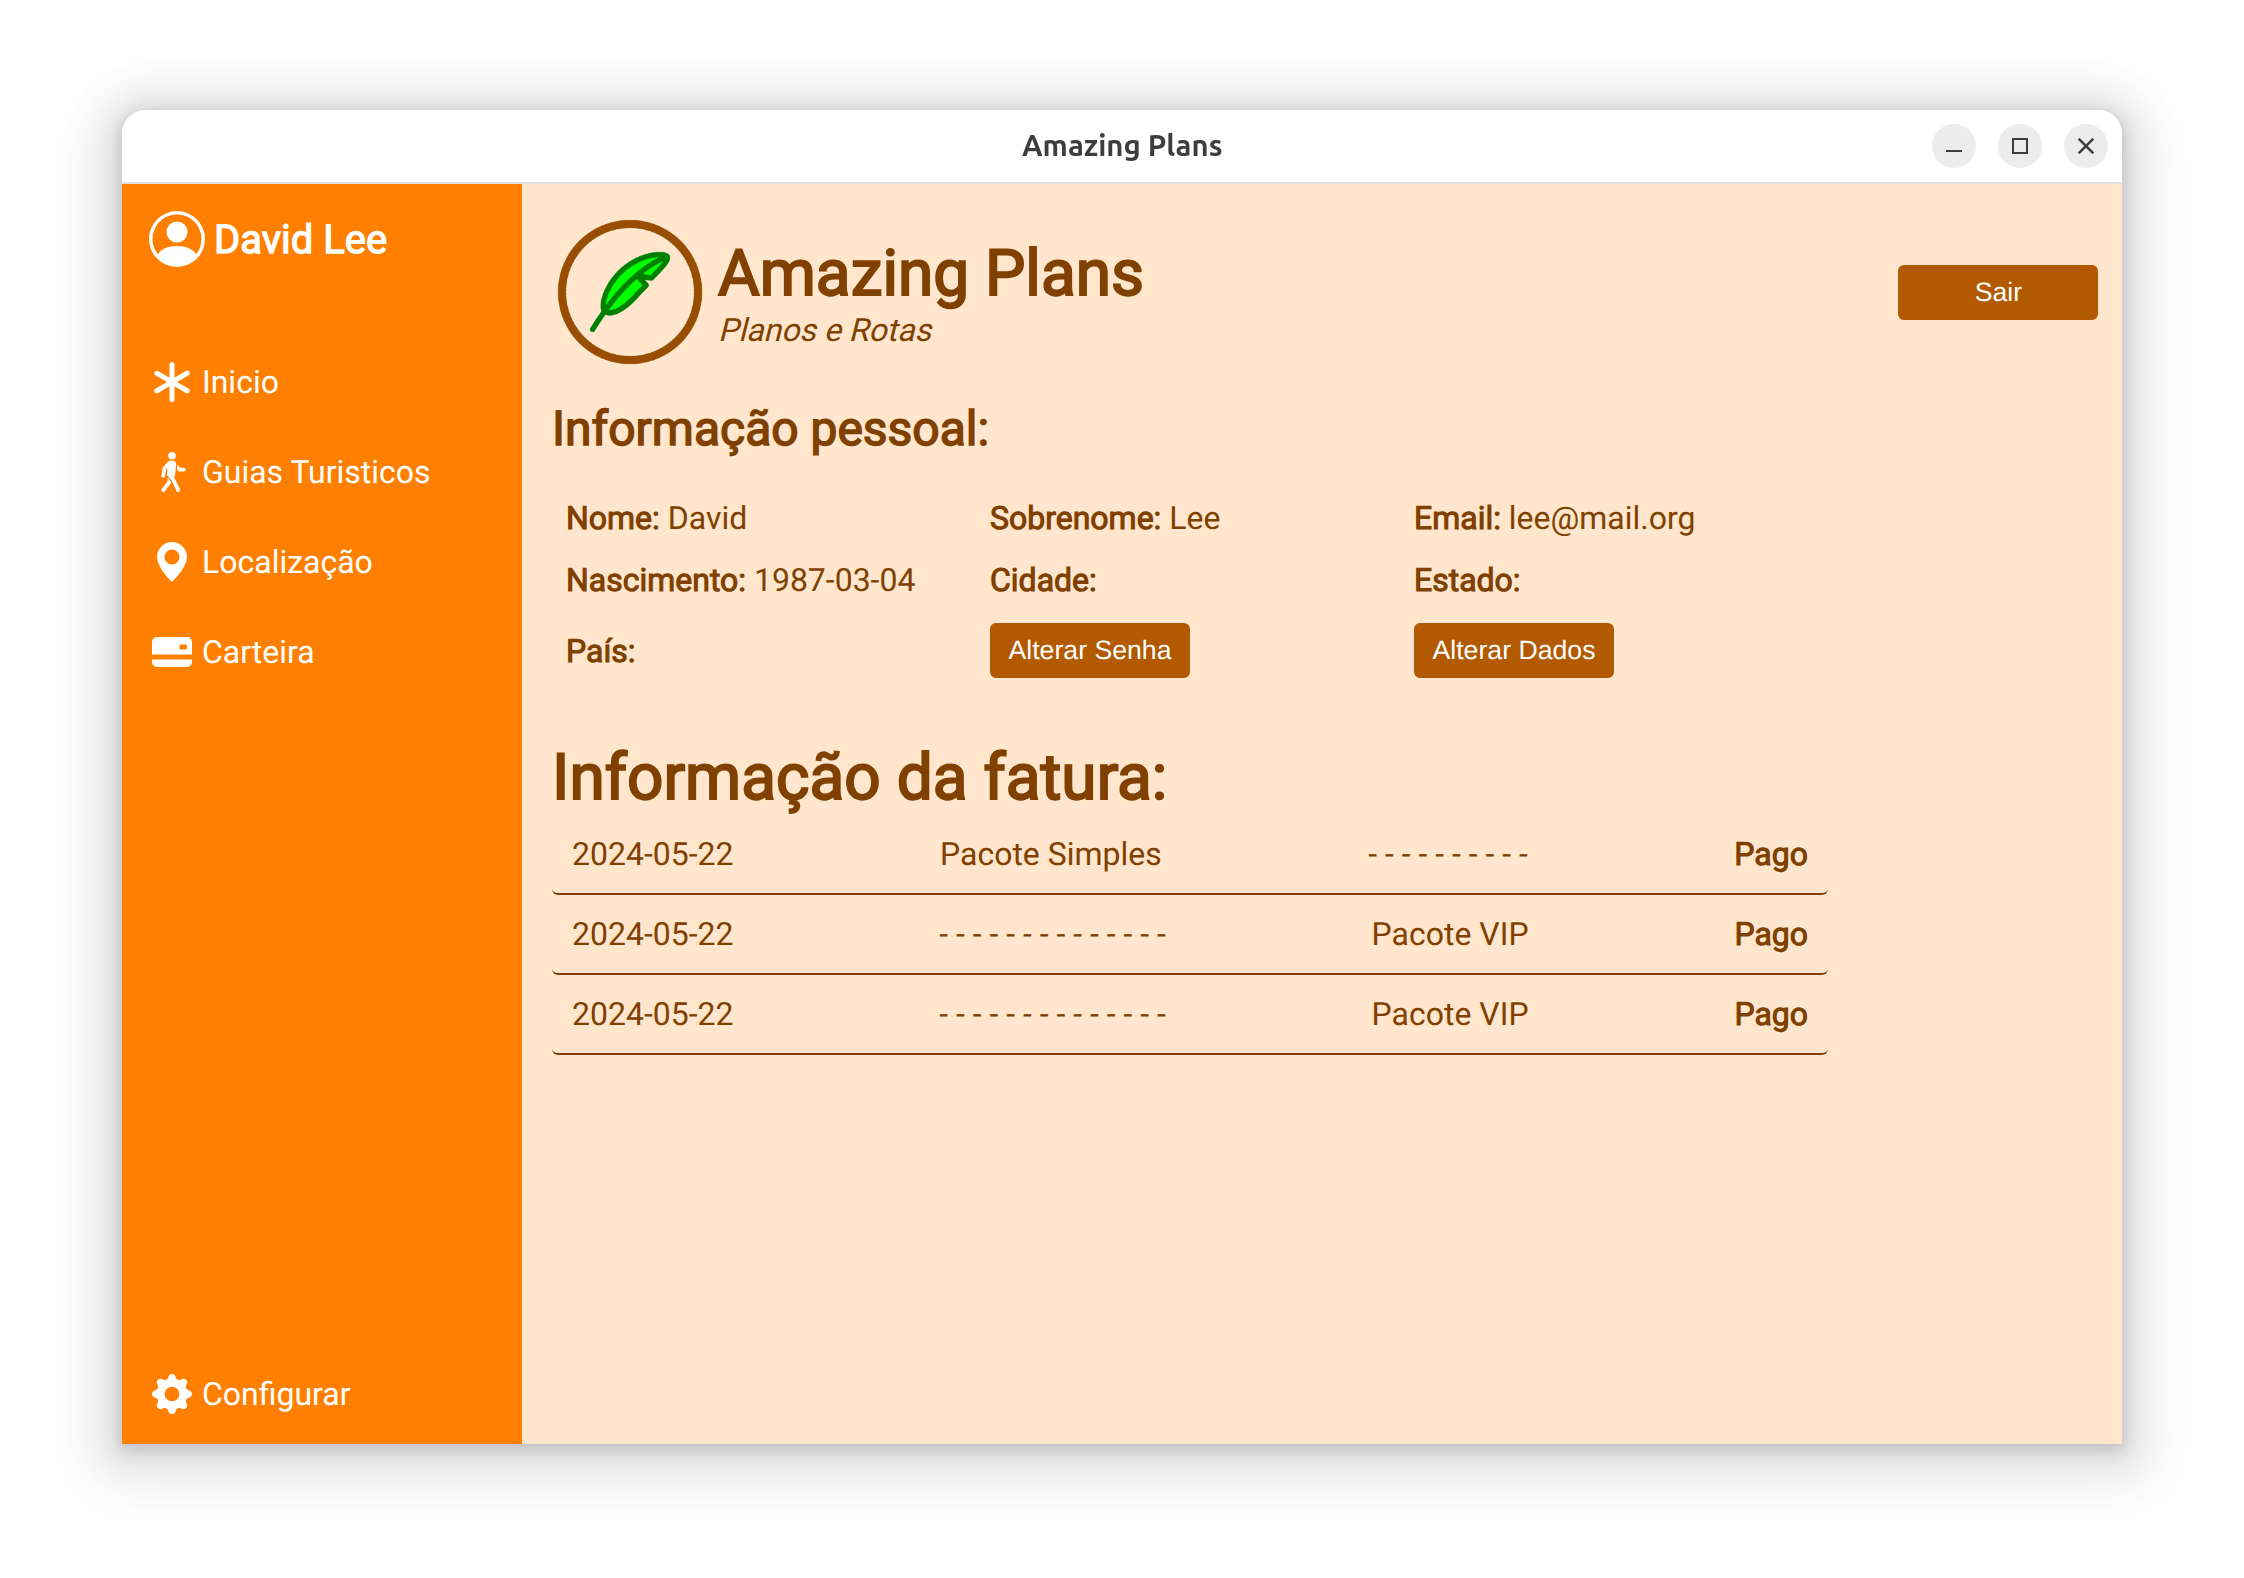 Amazing Plans
David Lee
Inicio
Guias Turisticos
Localização
Carteira
Configurar
Amazing Plans
Planos e Rotas
Sair
Informação pessoal:
Nome: David Sobrenome: Lee Email: lee@mail.org
Nascimento: 1987-03-04 Cidade: Estado:
País: Alterar Senha Alterar Dados
Informação da fatura:
2024-05-22 Pacote Simples - - - - - - - - - - Pago
2024-05-22 - - - - - - - - - - - - - - Pacote VIP Pago
2024-05-22 - - - - - - - - - - - - - - Pacote VIP Pago